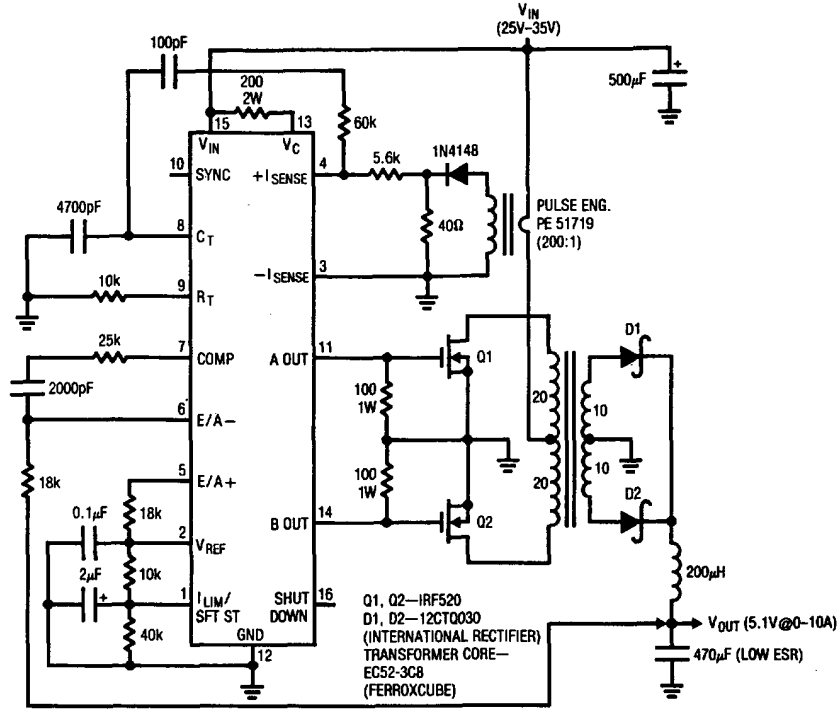 VIN
(25V–35V)
100pF
200
2W
15
13
VIN
VC
60k
500µF
+
10
SYNC
4
+ISENSE
5.6k
1N4148
4700pF
8
CT
40Ω
PULSE ENG.
PE 51719
(200:1)
3
–ISENSE
10k
9
RT
25k
7
COMP
11
A OUT
Q1
D1
2000pF
100
1W
20
10
6
E/A–
18k
5
E/A+
100
1W
20
10
D2
18k
0.1µF
2
VREF
14
B OUT
Q2
10k
2µF
+
1
ILIM/
SFT ST
SHUT
DOWN
16
200µH
40k
GND
12
Q1, Q2—IRF520
D1, D2—12CTQ030
(INTERNATIONAL RECTIFIER)
TRANSFORMER CORE—
EC52-3C8
(FERROXCUBE)
VOUT (5.1V@0–10A)
470µF (LOW ESR)